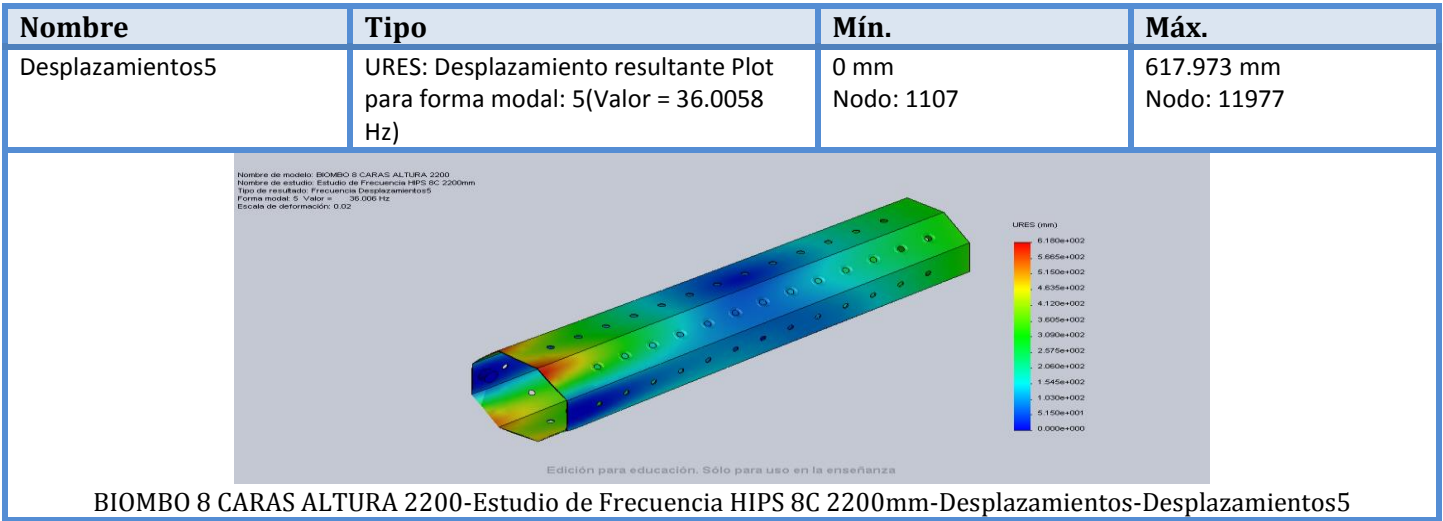 Nombre Tipo Mín. Máx.
Desplazamientos5 URES: Desplazamiento resultante Plot 0 mm 617.973 mm
para forma modal: 5(Valor = 36.0058 Nodo: 1107 Nodo: 11977
Hz)
Nombre de modelo: BIOMBO 8 CARAS ALTURA 2200
Nombre de estudio: Estudio de Frecuencia HIPS 8C 2200mm
Tipo de resultado: Frecuencia Desplazamientos5
Forma modal: 5 Valor = 36.006 Hz
Escala de deformación: 0.02
URES (mm)
6.180e+002
5.665e+002
5.150e+002
4.635e+002
4.120e+002
3.605e+002
3.090e+002
2.575e+002
2.060e+002
1.545e+002
1.030e+002
5.150e+001
0.000e+000
Edición para educación. Sólo para uso en la enseñanza
BIOMBO 8 CARAS ALTURA 2200-Estudio de Frecuencia HIPS 8C 2200mm-Desplazamientos-Desplazamientos5